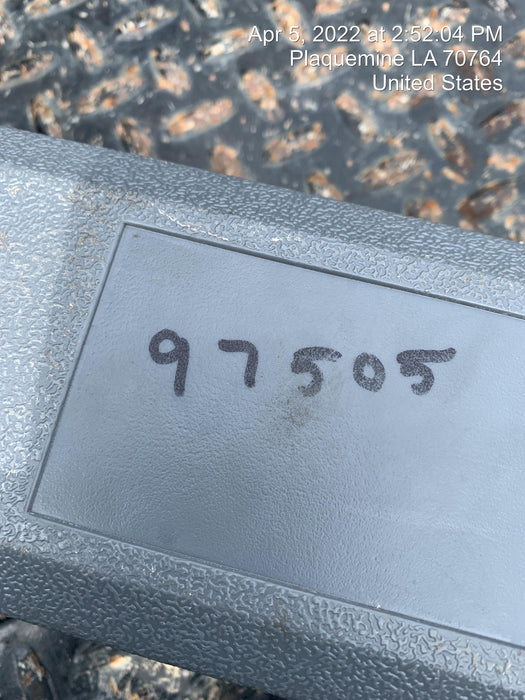 Apr 5, 2022 at 2:52:04 PM
Plaquemine LA 70764
United States
97505